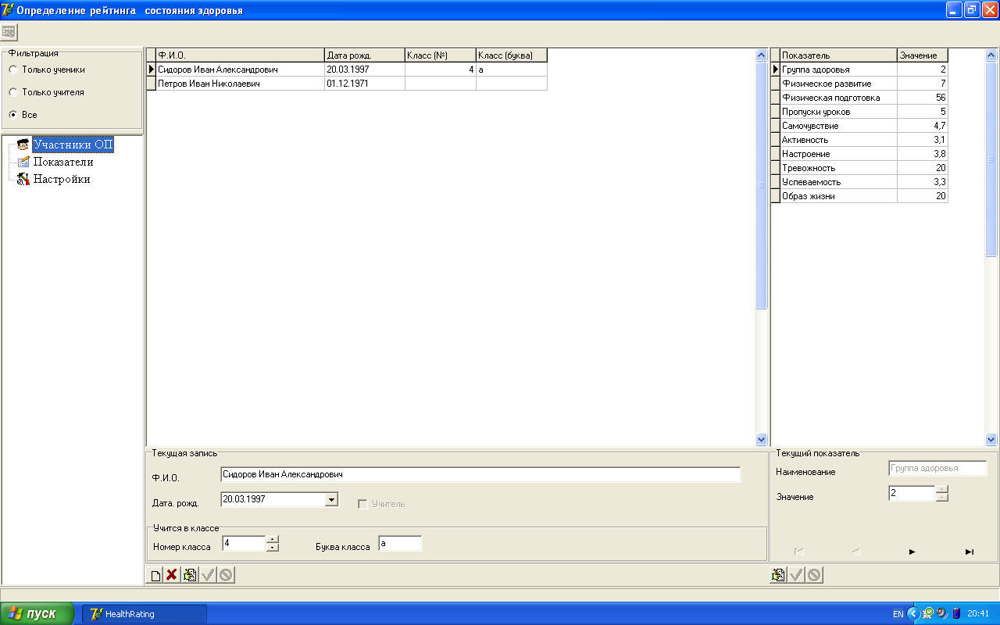 Определение рейтинга состояния здоровья
Фильтрация
Только ученики
Только учителя
Все
Участники ОП
Показатели
Настройки
Ф.И.О. Дата рожд. Класс (№) Класс (буква)
Сидоров Иван Александрович 20.03.1997 4 а
Петров Иван Николаевич 01.12.1971
Показатель Значение
Группа здоровья 2
Физическое развитие 7
Физическая подготовка 56
Пропуски уроков 5
Самочувствие 4,7
Активность 3,1
Настроение 3,8
Тревожность 20
Успеваемость 3,3
Образ жизни 20
Текущая запись
Ф.И.О. Сидоров Иван Александрович
Дата. рожд. 20.03.1997 Учитель
Учится в классе
Номер класса 4 Буква класса а
Текущий показатель
Наименование Группа здоровья
Значение 2
пуск HealthRating EN 20:41